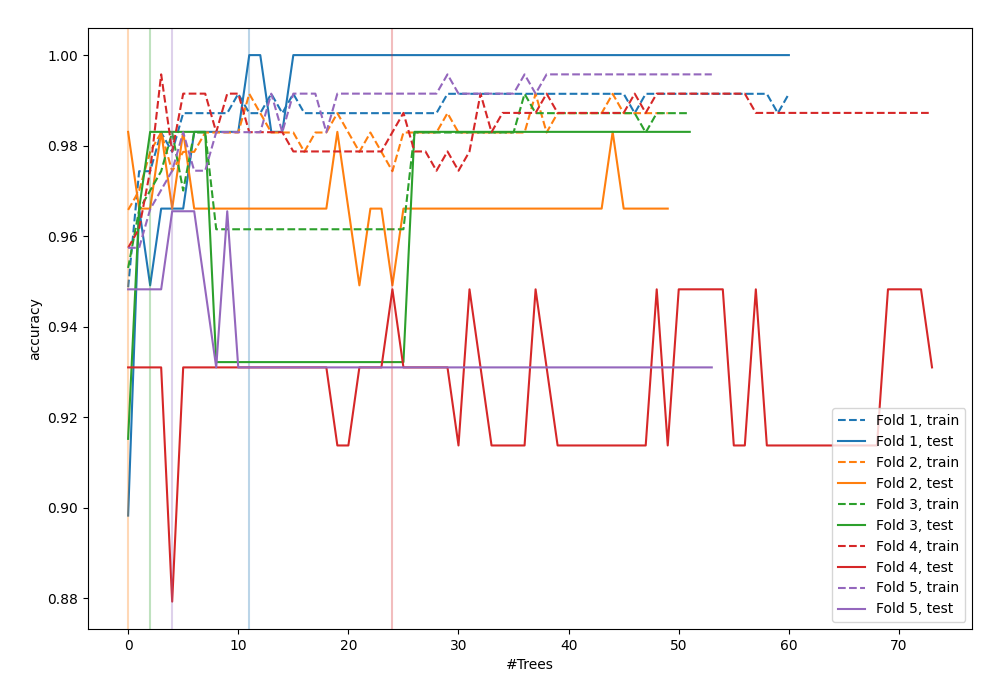 1.00
0.98
0.96
0.94
0.92
0.90
0.88
accuracy
0
10
20
30
40
50
60
70
#Trees
Fold 1, train
Fold 1, test
Fold 2, train
Fold 2, test
Fold 3, train
Fold 3, test
Fold 4, train
Fold 4, test
Fold 5, train
Fold 5, test